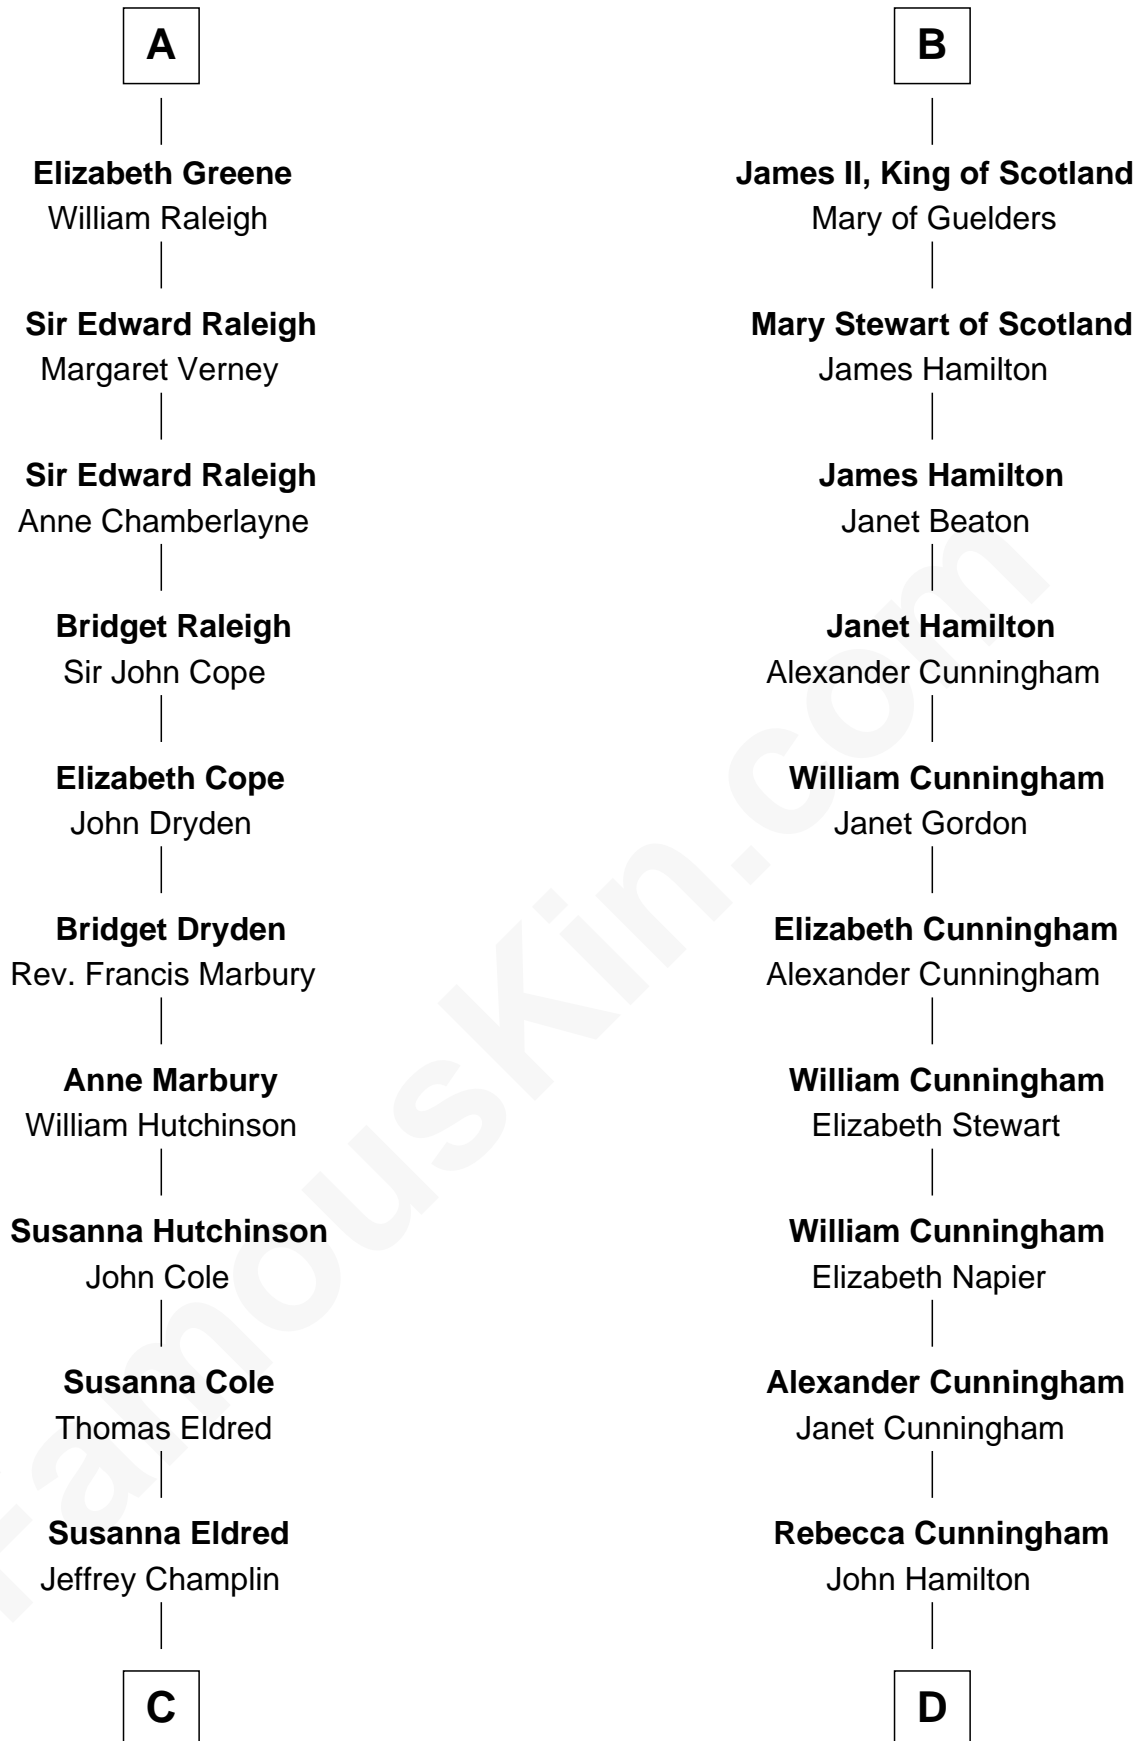 A
Elizabeth Greene
William Raleigh
Sir Edward Raleigh
Margaret Verney
Sir Edward Raleigh
Anne Chamberlayne
Bridget Raleigh
Sir John Cope
Elizabeth Cope
John Dryden
Bridget Dryden
Rev. Francis Marbury
Anne Marbury
William Hutchinson
Susanna Hutchinson
John Cole
Susanna Cole
Thomas Eldred
Susanna Eldred
Jeffrey Champlin
C
B
James II, King of Scotland
Mary of Guelders
Mary Stewart of Scotland
James Hamilton
James Hamilton
Janet Beaton
Janet Hamilton
Alexander Cunningham
William Cunningham
Janet Gordon
Elizabeth Cunningham
Alexander Cunningham
William Cunningham
Elizabeth Stewart
William Cunningham
Elizabeth Napier
Alexander Cunningham
Janet Cunningham
Rebecca Cunningham
John Hamilton
D
FamousKin.com